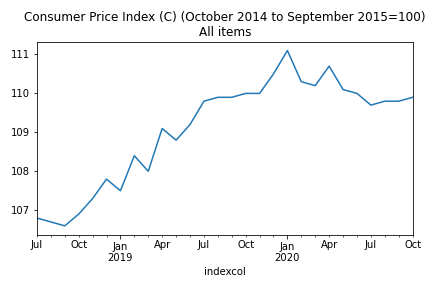 Consumer Price Index (C) (October 2014 to September 2015=100)
All items
111
110
109
108
107
Jul Oct Jan Apr Jul Oct Jan Apr Jul Oct
2019 2020
indexcol